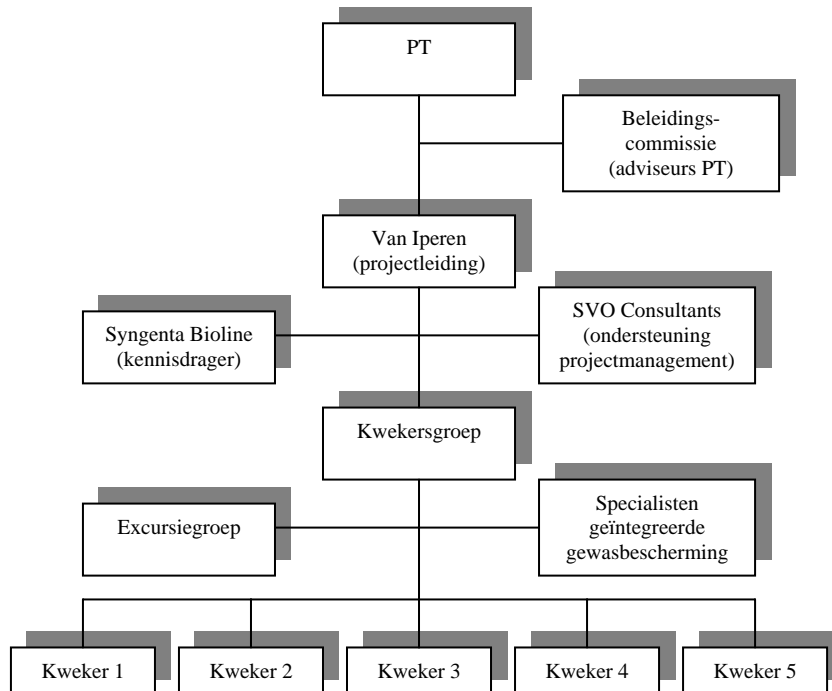 PT
Beleidings-
commissie
(adviseurs PT)
Van Iperen
(projectleiding)
Syngenta Bioline
(kennisdrager)
SVO Consultants
(ondersteuning
projectmanagement)
Kwekersgroep
Excursiegroep
Specialisten
geïntegreerde
gewasbescherming
Kweker 1
Kweker 2
Kweker 3
Kweker 4
Kweker 5